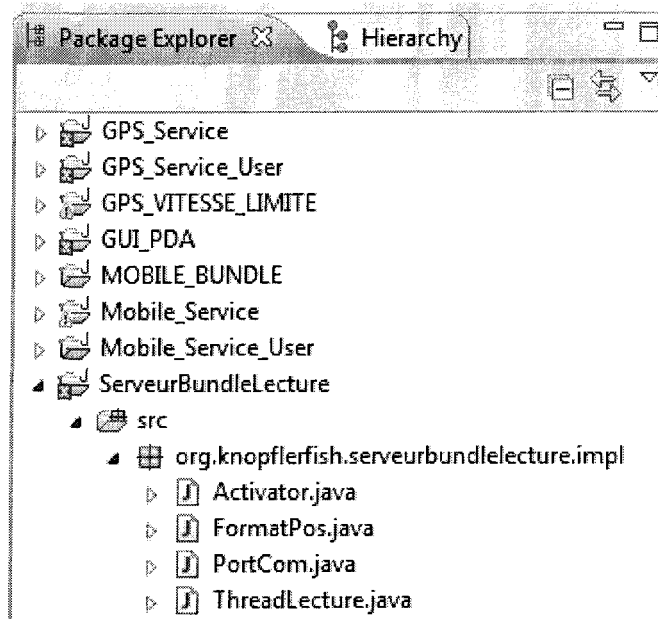 Package Explorer Hierarchy
GPS_Service
GPS_Service_User
GPS_VITESSE_LIMITE
GUI_PDA
MOBILE_BUNDLE
Mobile_Service
Mobile_Service_User
ServeurBundleLecture
src
org.knopflerfish.serveurbundlelecture.impl
Activator.java
FormatPos.java
PortCom.java
ThreadLecture.java